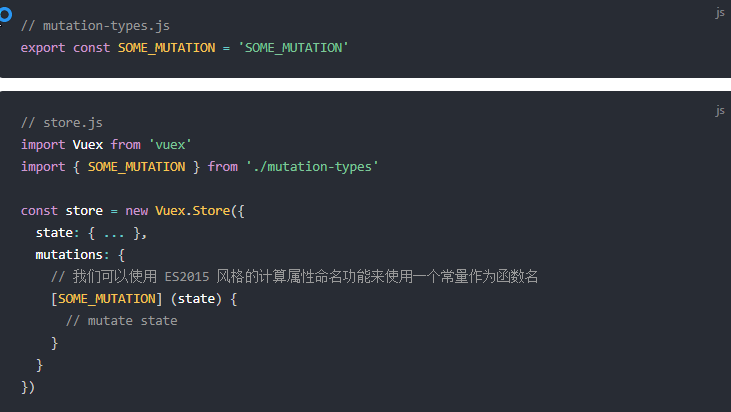 js
// mutation-types.js
export const SOME_MUTATION = 'SOME_MUTATION'
js
// store.js
import Vuex from 'vuex'
import { SOME_MUTATION } from './mutation-types'
const store = new Vuex.Store({
state: { ... },
mutations: {
// 我们可以使用 ES2015 风格的计算属性命名功能来使用一个常量作为函数名
[SOME_MUTATION] (state) {
// mutate state
}
}
})